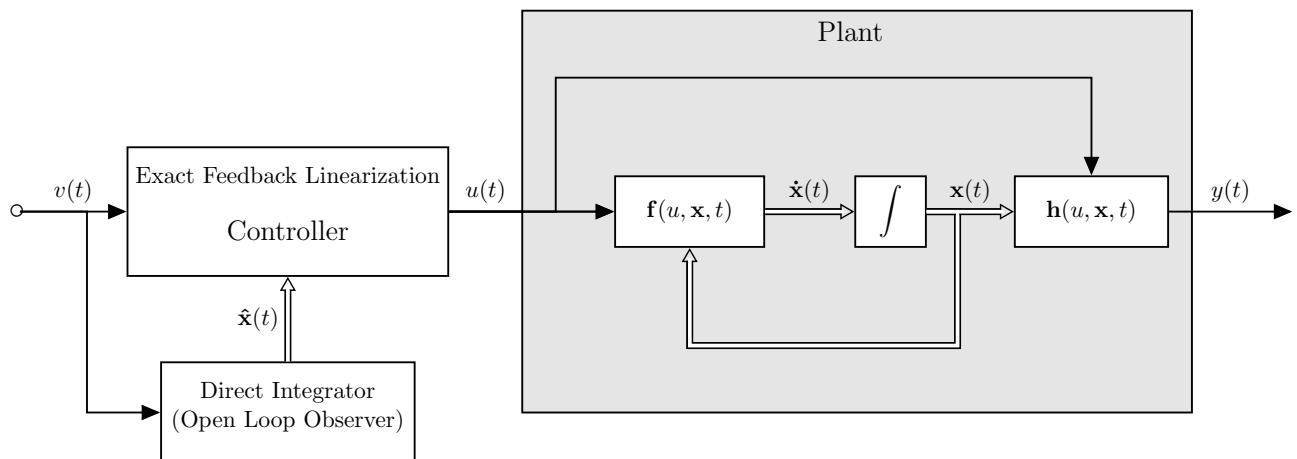 Plant
v(t)
Exact Feedback Linearization
Controller
u(t)
f(u, x, t)
ẋ(t)
∫
x(t)
h(u, x, t)
y(t)
x̂(t)
Direct Integrator
(Open Loop Observer)